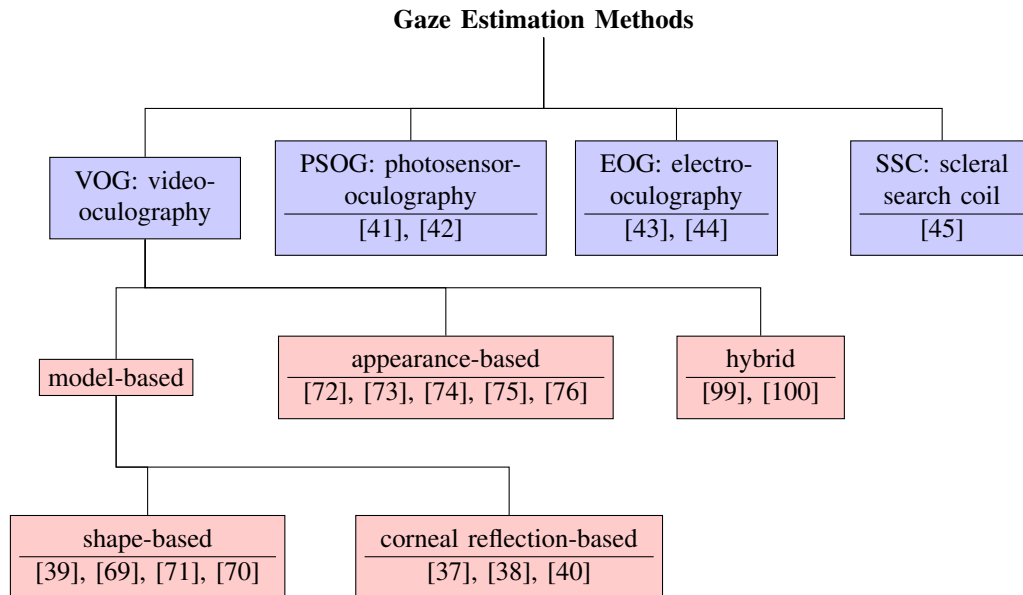 Gaze Estimation Methods
VOG: video-
oculography
PSOG: photosensor-
oculography
[41], [42]
EOG: electro-
oculography
[43], [44]
SSC: scleral
search coil
[45]
model-based
appearance-based
[72], [73], [74], [75], [76]
hybrid
[99], [100]
shape-based
[39], [69], [71], [70]
corneal reflection-based
[37], [38], [40]